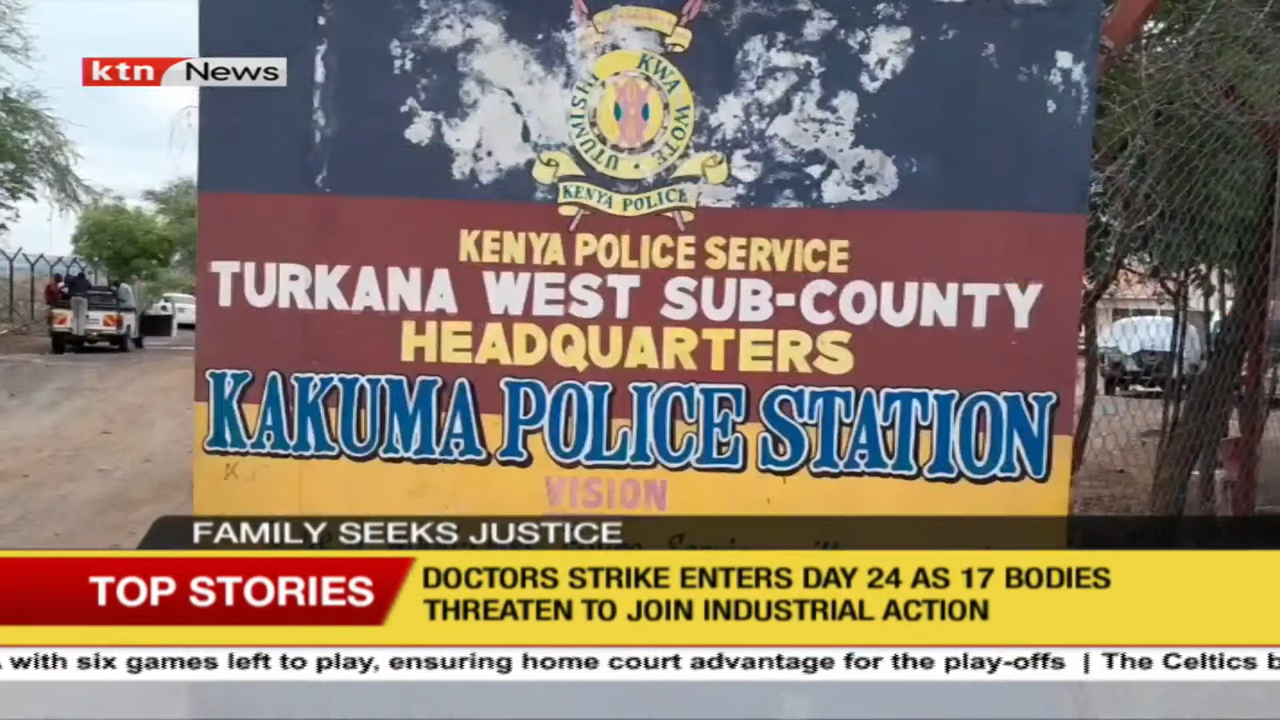 ktn News
UTUMISHI KWA WOTE
KENYA POLICE
KENYA POLICE SERVICE
TURKANA WEST SUB-COUNTY
HEADQUARTERS
KAKUMA POLICE STATION
VISION
FAMILY SEEKS JUSTICE
TOP STORIES
DOCTORS STRIKE ENTERS DAY 24 AS 17 BODIES
THREATEN TO JOIN INDUSTRIAL ACTION
with six games left to play, ensuring home court advantage for the play-offs | The Celtics